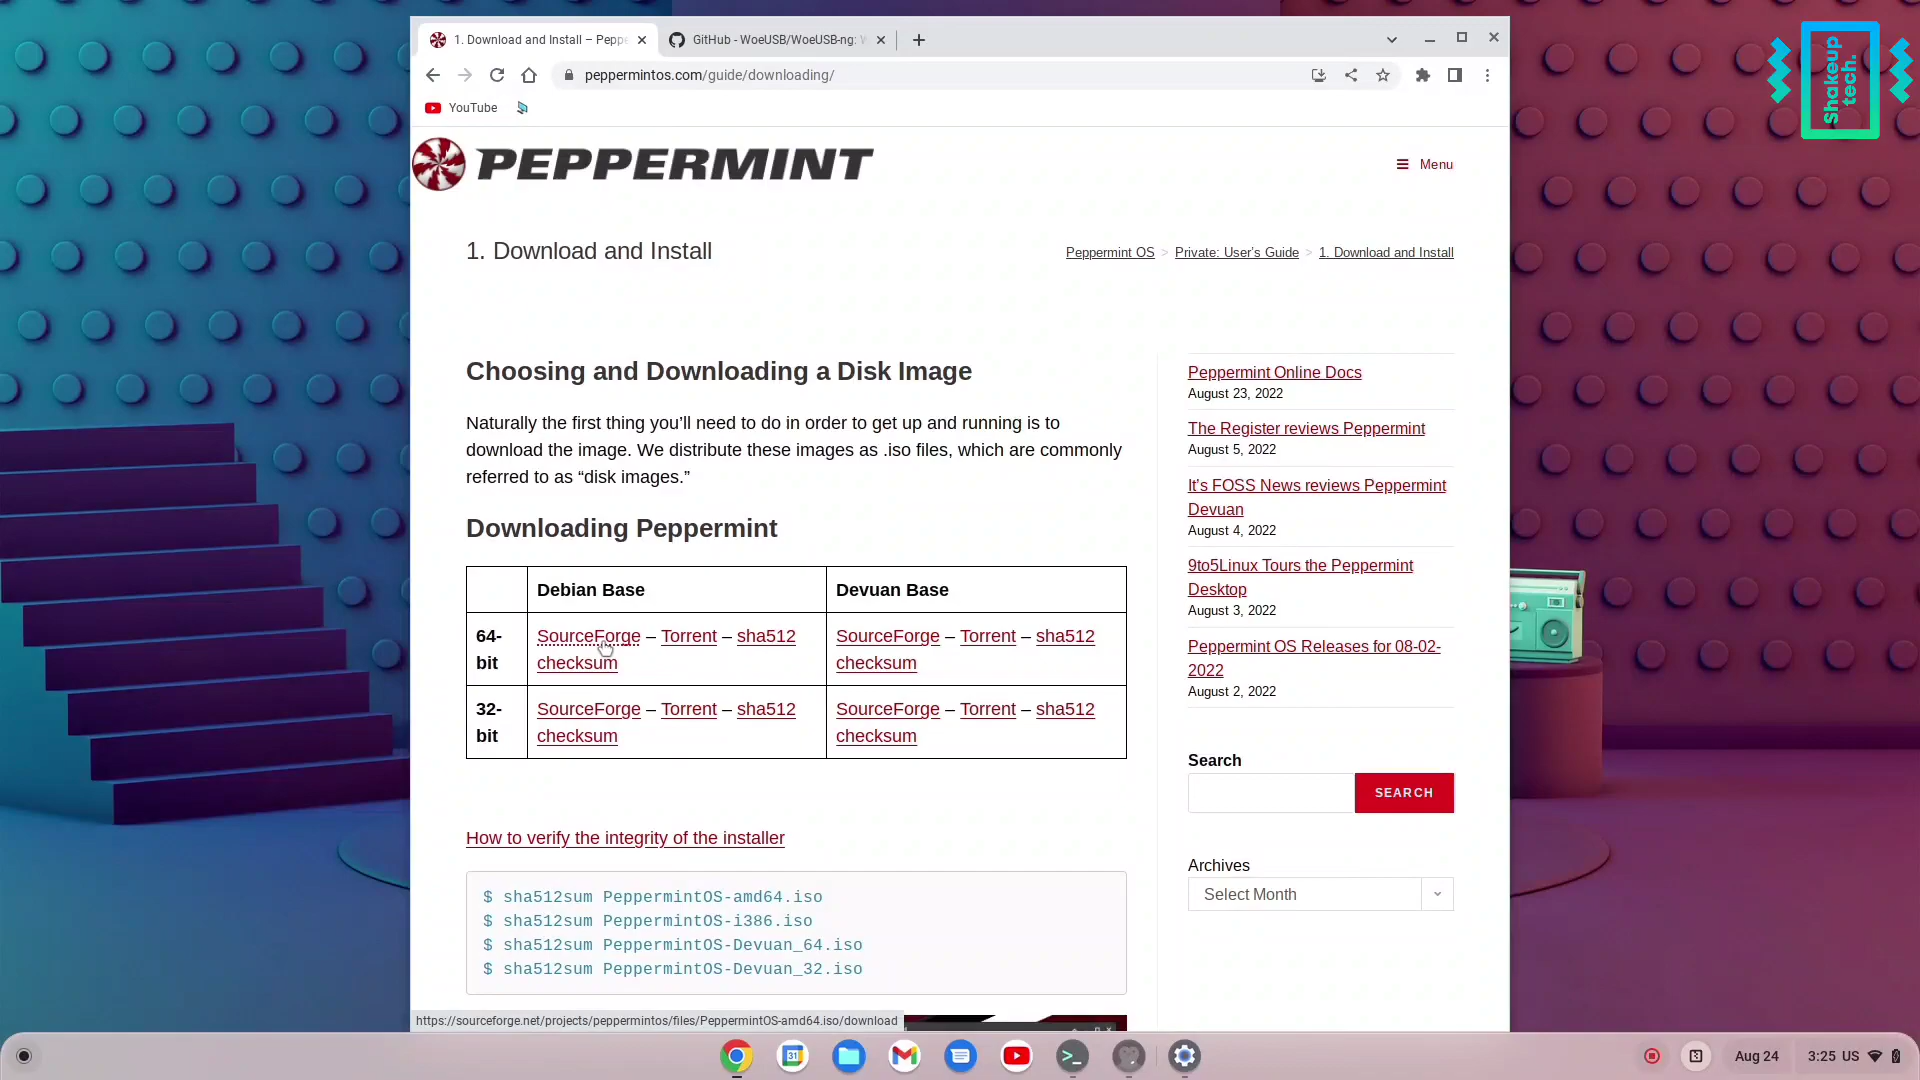 1. Download and Install – Pepp
GitHub - WoeUSB/WoeUSB-ng: W
peppermintos.com/guide/downloading/
YouTube
shakeup
tech.
PEPPERMINT
Menu
1. Download and Install
Peppermint OS > Private: User’s Guide > 1. Download and Install
Choosing and Downloading a Disk Image
Naturally the first thing you’ll need to do in order to get up and running is to
download the image. We distribute these images as .iso files, which are commonly
referred to as “disk images.”
Downloading Peppermint
Debian Base
Devuan Base
64-
bit
SourceForge – Torrent – sha512
checksum
SourceForge – Torrent – sha512
checksum
32-
bit
SourceForge – Torrent – sha512
checksum
SourceForge – Torrent – sha512
checksum
How to verify the integrity of the installer
$ sha512sum PeppermintOS-amd64.iso
$ sha512sum PeppermintOS-i386.iso
$ sha512sum PeppermintOS-Devuan_64.iso
$ sha512sum PeppermintOS-Devuan_32.iso
Peppermint Online Docs
August 23, 2022
The Register reviews Peppermint
August 5, 2022
It’s FOSS News reviews Peppermint
Devuan
August 4, 2022
9to5Linux Tours the Peppermint
Desktop
August 3, 2022
Peppermint OS Releases for 08-02-
2022
August 2, 2022
Search
SEARCH
Archives
Select Month
https://sourceforge.net/projects/peppermintos/files/PeppermintOS-amd64.iso/download
31
>_
Aug 24
3:25 US